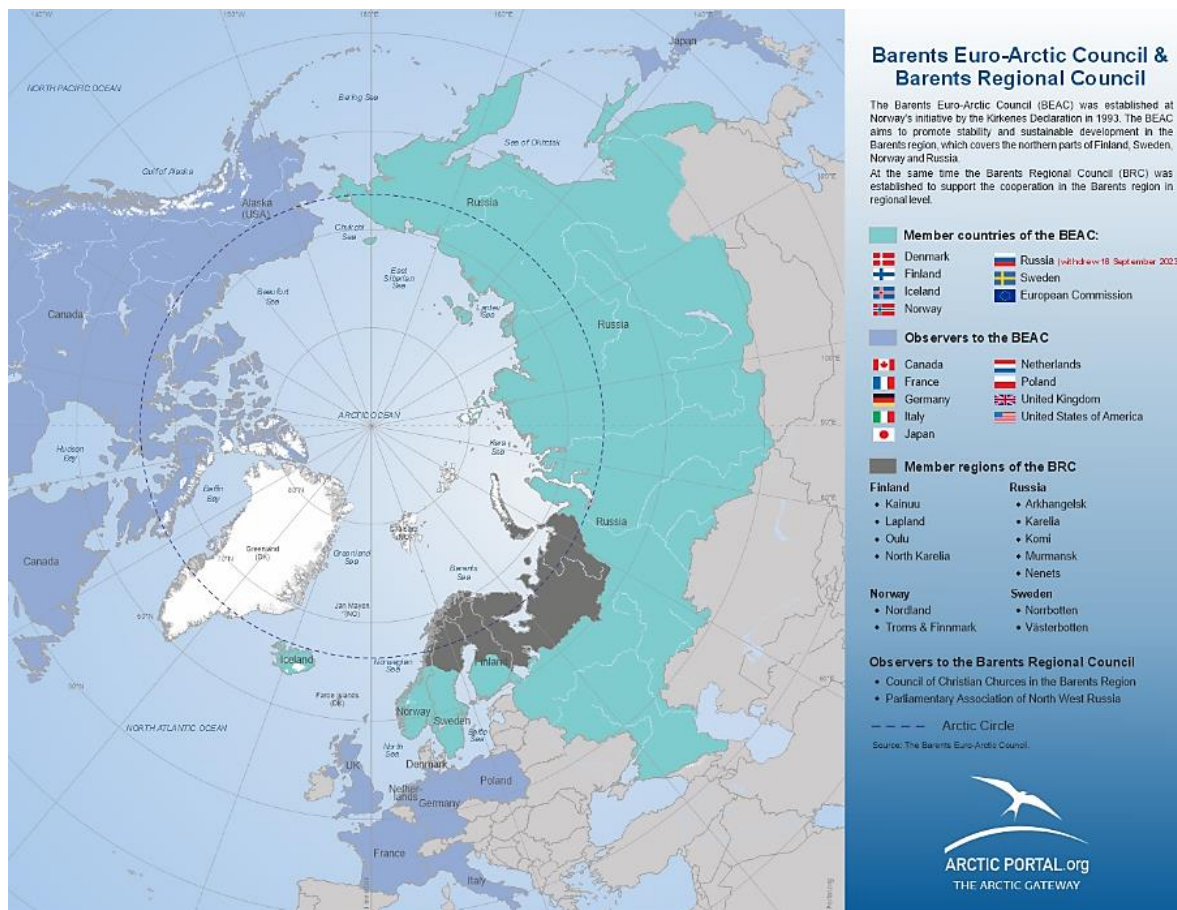 140°W
160°W
180°E
160°E
140°E
NORTH PACIFIC OCEAN
Bering Sea
Japan
Sea of Okhotsk
Gulf of Alaska
Alaska
(USA)
Russia
Chukchi
Sea
East
Siberian
Sea
Laptev
Sea
Beaufort
Sea
Canada
Russia
100°E
ARCTIC OCEAN
Kara
Sea
Hudson
Bay
Baffin
Bay
80°N
Russia
Greenland
(DK)
70°N
Greenland
Sea
Barents
Sea
Canada
60°N
Jan Mayen
(NO)
Iceland
Norwegian
Sea
Finland
50°N
Faroe Islands
(DK)
Norway
Sweden
Baltic
Sea
NORTH ATLANTIC OCEAN
North
Sea
UK
Denmark
Nether-
lands
Germany
Poland
France
Italy
Barents Euro-Arctic Council &
Barents Regional Council
The Barents Euro-Arctic Council (BEAC) was established at
Norway's initiative by the Kirkenes Declaration in 1993. The BEAC
aims to promote stability and sustainable development in the
Barents region, which covers the northern parts of Finland, Sweden,
Norway and Russia.
At the same time the Barents Regional Council (BRC) was
established to support the cooperation in the Barents region in
regional level.
Member countries of the BEAC:
Denmark
Finland
Iceland
Norway
Russia (withdrew 18 September 2023
Sweden
European Commission
Observers to the BEAC
Canada
France
Germany
Italy
Japan
Netherlands
Poland
United Kingdom
United States of America
Member regions of the BRC
Finland
• Kainuu
• Lapland
• Oulu
• North Karelia
Russia
• Arkhangelsk
• Karelia
• Komi
• Murmansk
• Nenets
Norway
• Nordland
• Troms & Finnmark
Sweden
• Norrbotten
• Västerbotten
Observers to the Barents Regional Council
• Council of Christian Churces in the Barents Region
• Parliamentary Association of North West Russia
Arctic Circle
Source: The Barents Euro-Arctic Council.
ARCTIC PORTAL.org
THE ARCTIC GATEWAY